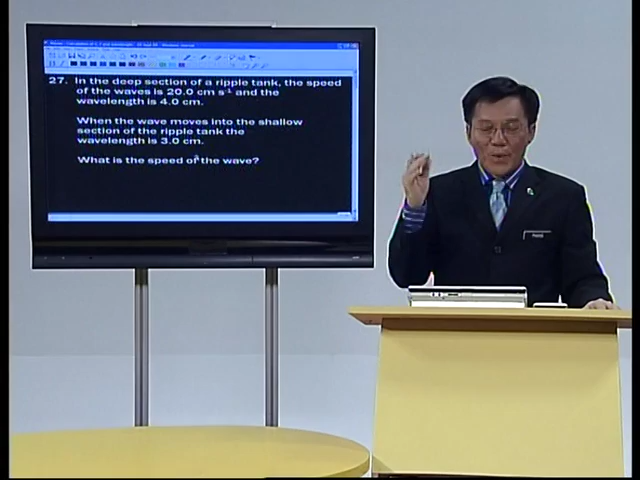 27. In the deep section of a ripple tank, the speed
of the waves is 20.0 cm s⁻¹ and the
wavelength is 4.0 cm.
When the wave moves into the shallow
section of the ripple tank the
wavelength is 3.0 cm.
What is the speed of the wave?